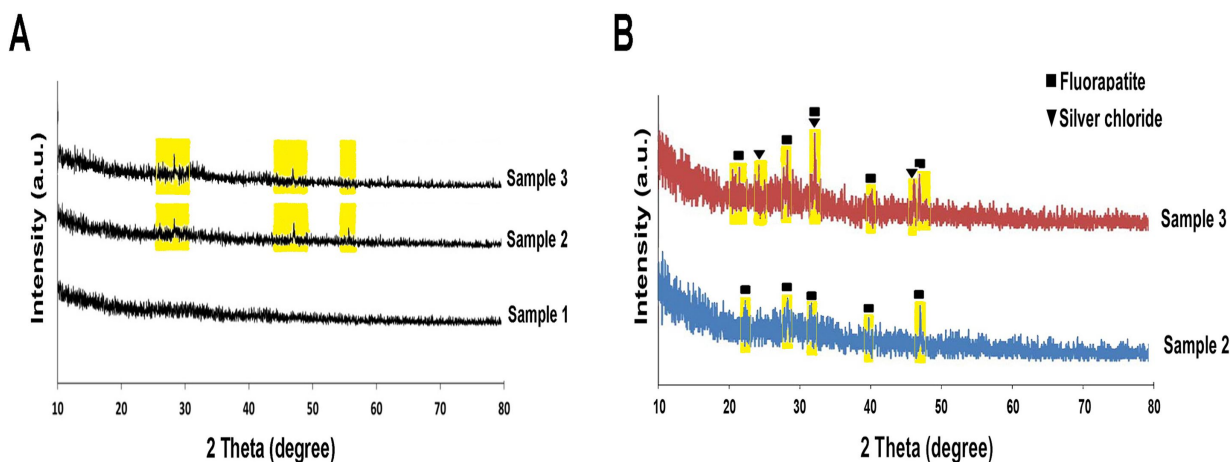 A
Intensity (a.u.)
Sample 3
Sample 2
Sample 1
10 20 30 40 50 60 70 80
2 Theta (degree)
B
■ Fluorapatite
▼ Silver chloride
Intensity (a.u.)
Sample 3
Sample 2
10 20 30 40 50 60 70 80
2 Theta (degree)